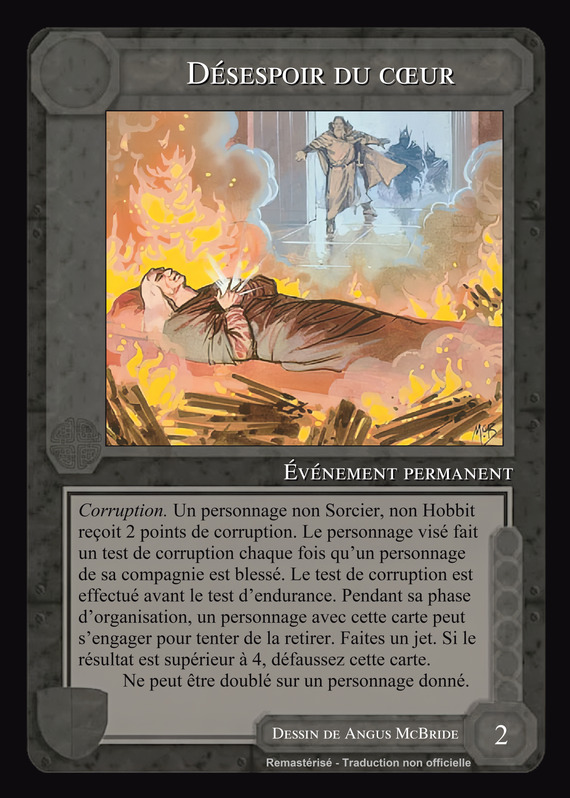 Désespoir du cœur
McB
Événement permanent
Corruption. Un personnage non Sorcier, non Hobbit
reçoit 2 points de corruption. Le personnage visé fait
un test de corruption chaque fois qu’un personnage
de sa compagnie est blessé. Le test de corruption est
effectué avant le test d’endurance. Pendant sa phase
d’organisation, un personnage avec cette carte peut
s’engager pour tenter de la retirer. Faites un jet. Si le
résultat est supérieur à 4, défaussez cette carte.
Ne peut être doublé sur un personnage donné.
Dessin de Angus McBride
2
Remastérisé - Traduction non officielle